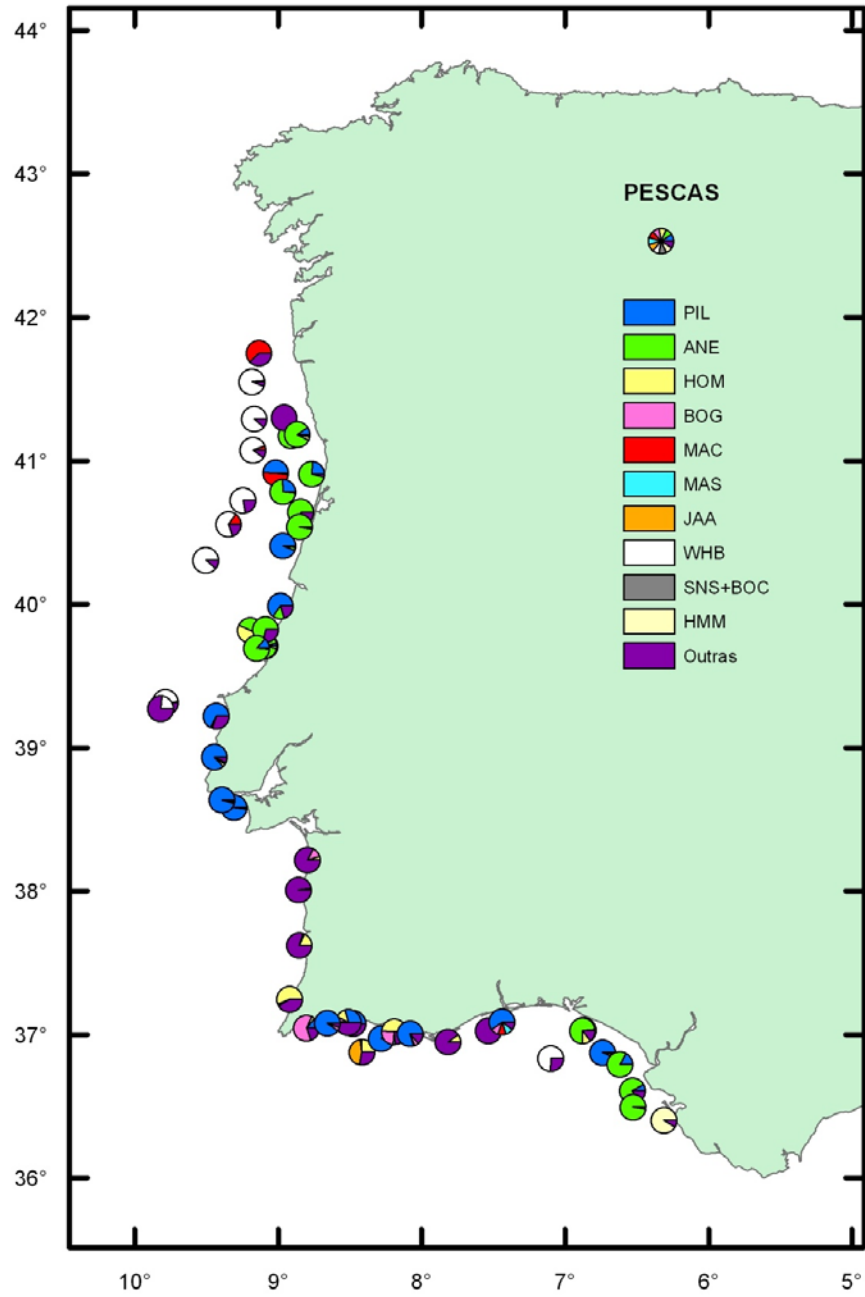 44°
43°
42°
41°
40°
39°
38°
37°
36°
PESCAS
PIL
ANE
HOM
BOG
MAC
MAS
JAA
WHB
SNS+BOC
HMM
Outras
10° 9° 8° 7° 6° 5°